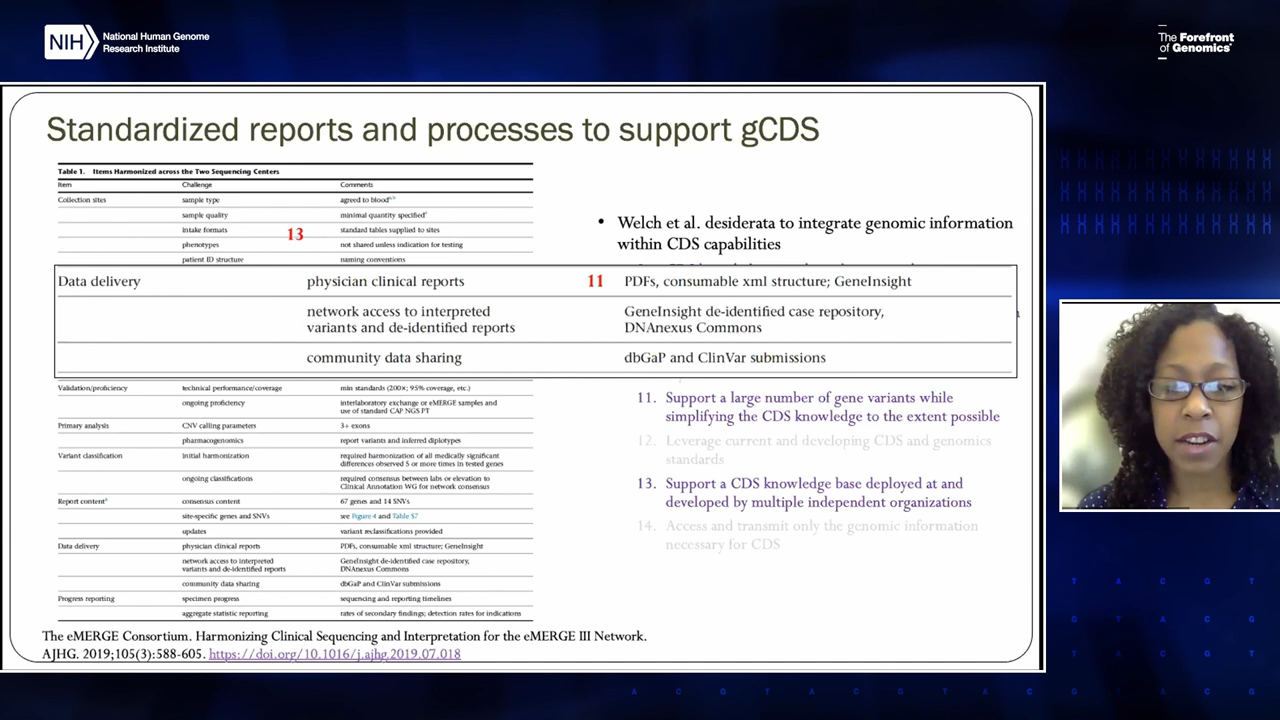 NIH
National Human Genome
Research Institute
The Forefront
of Genomics®
Standardized reports and processes to support gCDS
Table 1. Items Harmonized across the Two Sequencing Centers
Item Challenge Comments
Collection sites sample type agreed to blood
sample quality minimal quantity specified
intake formats standard tables supplied to sites
13
phenotypes not shared unless indication for testing
patient ID structure naming conventions
Data delivery physician clinical reports 11 PDFs, consumable xml structure; GeneInsight
network access to interpreted
variants and de-identified reports
GeneInsight de-identified case repository,
DNAnexus Commons
community data sharing dbGaP and ClinVar submissions
Validation/proficiency technical performance/coverage min standards (200×; 95% coverage, etc.)
ongoing proficiency interlaboratory exchange or eMERGE samples and
use of standard CAP NGS PT
Primary analysis CNV calling parameters 3+ exons
pharmacogenomics report variants and inferred diplotypes
Variant classification initial harmonization required harmonization of all medically significant
differences observed 5 or more times in tested genes
ongoing classifications required consensus between labs or elevation to
Clinical Annotation WG for network consensus
Report content consensus content 67 genes and 14 SNVs
site-specific genes and SNVs see Figure 4 and Table S7
updates variant reclassifications provided
Data delivery physician clinical reports PDFs, consumable xml structure; GeneInsight
network access to interpreted
variants and de-identified reports
GeneInsight de-identified case repository,
DNAnexus Commons
community data sharing dbGaP and ClinVar submissions
Progress reporting specimen progress sequencing and reporting timelines
aggregate statistic reporting rates of secondary findings; detection rates for indications
• Welch et al. desiderata to integrate genomic information
within CDS capabilities
11. Support a large number of gene variants while
simplifying the CDS knowledge to the extent possible
12. Leverage current and developing CDS and genomics
standards
13. Support a CDS knowledge base deployed at and
developed by multiple independent organizations
14. Access and transmit only the genomic information
necessary for CDS
The eMERGE Consortium. Harmonizing Clinical Sequencing and Interpretation for the eMERGE III Network.
AJHG. 2019;105(3):588-605. https://doi.org/10.1016/j.ajhg.2019.07.018
T A C G T
G T A C G T
T A C G T
A C G T A C G T A C G T A C G T